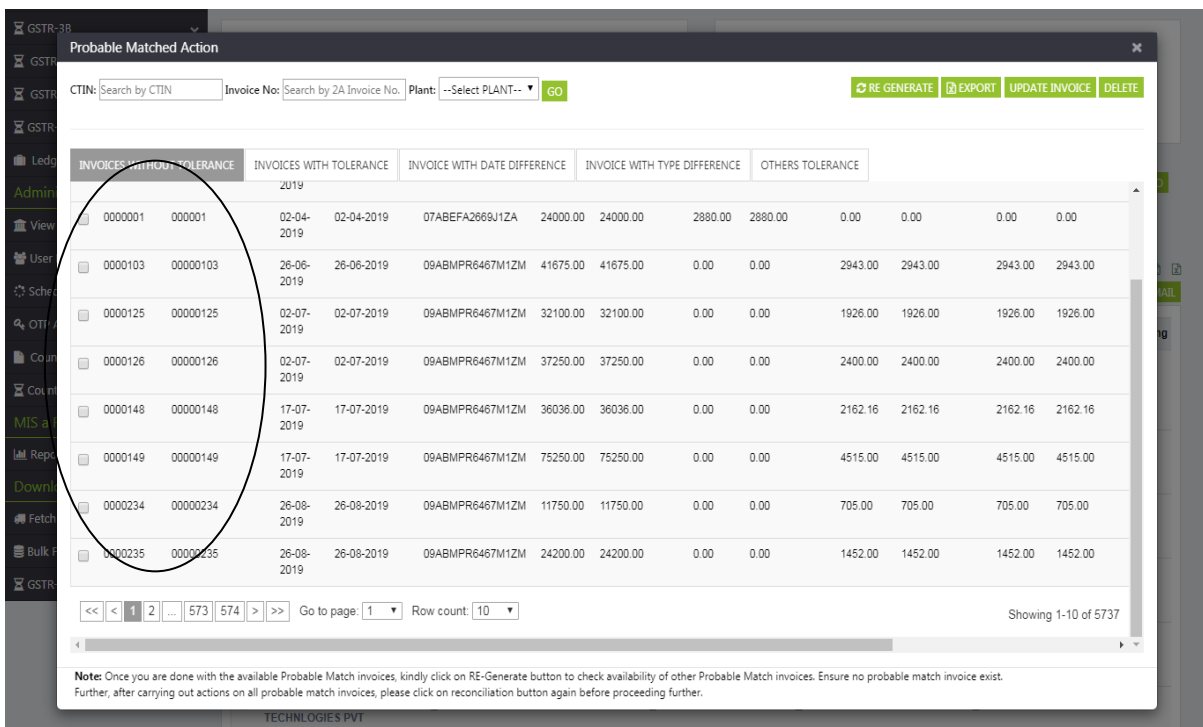 GSTR-3B
Probable Matched Action ×
GSTR
CTIN: Search by CTIN Invoice No: Search by 2A Invoice No. Plant: --Select PLANT-- GO RE GENERATE EXPORT UPDATE INVOICE DELETE
GSTR
GSTR-
Ledg
INVOICES WITHOUT TOLERANCE INVOICES WITH TOLERANCE INVOICE WITH DATE DIFFERENCE INVOICE WITH TYPE DIFFERENCE OTHERS TOLERANCE
Admini
2019
View 0000001 000001 02-04-2019 02-04-2019 07ABEFA2669J1ZA 24000.00 24000.00 2880.00 2880.00 0.00 0.00 0.00 0.00
User 0000103 00000103 26-06-2019 26-06-2019 09ABMPR6467M1ZM 41675.00 41675.00 0.00 0.00 2943.00 2943.00 2943.00 2943.00
Sched
AIL
OTP A 0000125 00000125 02-07-2019 02-07-2019 09ABMPR6467M1ZM 32100.00 32100.00 0.00 0.00 1926.00 1926.00 1926.00 1926.00
ng
Coun 0000126 00000126 02-07-2019 02-07-2019 09ABMPR6467M1ZM 37250.00 37250.00 0.00 0.00 2400.00 2400.00 2400.00 2400.00
Count
MIS a R 0000148 00000148 17-07-2019 17-07-2019 09ABMPR6467M1ZM 36036.00 36036.00 0.00 0.00 2162.16 2162.16 2162.16 2162.16
Repo 0000149 00000149 17-07-2019 17-07-2019 09ABMPR6467M1ZM 75250.00 75250.00 0.00 0.00 4515.00 4515.00 4515.00 4515.00
Downl
Fetch 0000234 00000234 26-08-2019 26-08-2019 09ABMPR6467M1ZM 11750.00 11750.00 0.00 0.00 705.00 705.00 705.00 705.00
Bulk F 0000235 00000235 26-08-2019 26-08-2019 09ABMPR6467M1ZM 24200.00 24200.00 0.00 0.00 1452.00 1452.00 1452.00 1452.00
GSTR-
<< < 1 2 ... 573 574 > >> Go to page: 1 Row count: 10 Showing 1-10 of 5737
Note: Once you are done with the available Probable Match invoices, kindly click on RE-Generate button to check availability of other Probable Match invoices. Ensure no probable match invoice exist.
Further, after carrying out actions on all probable match invoices, please click on reconciliation button again before proceeding further.
TECHNLOGIES PVT